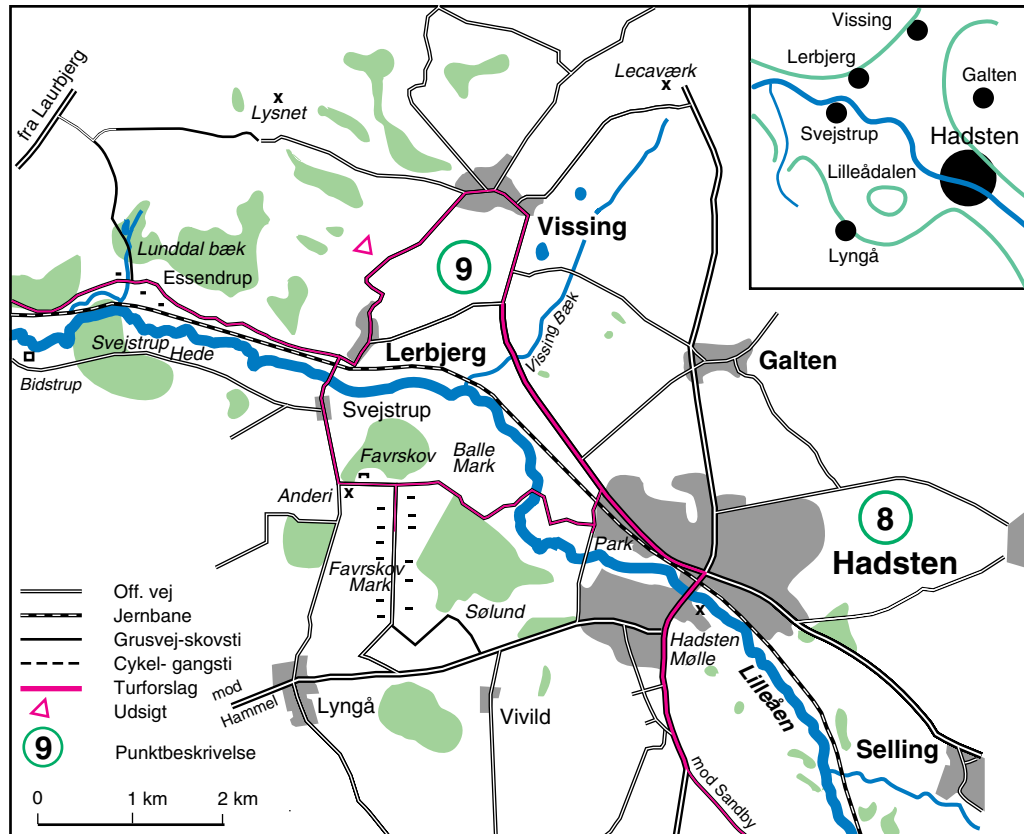 fra Laurbjerg
Lysnet
Lecaværk
Vissing
Lunddal bæk
Essendrup
9
Svejstrup
Hede
Bidstrup
Lerbjerg
Vissing Bæk
Galten
Svejstrup
Favrskov
Balle
Mark
Anderi
8
Hadsten
Park
Favrskov
Mark
Sølund
Hadsten
Mølle
Lilleåen
mod
Hammel
Lyngå
Vivild
Selling
mod Sandby
Off. vej
Jernbane
Grusvej-skovsti
Cykel- gangsti
Turforslag
Udsigt
9 Punktbeskrivelse
0 1 km 2 km
Vissing
Lerbjerg
Galten
Svejstrup
Hadsten
Lilleådalen
Lyngå